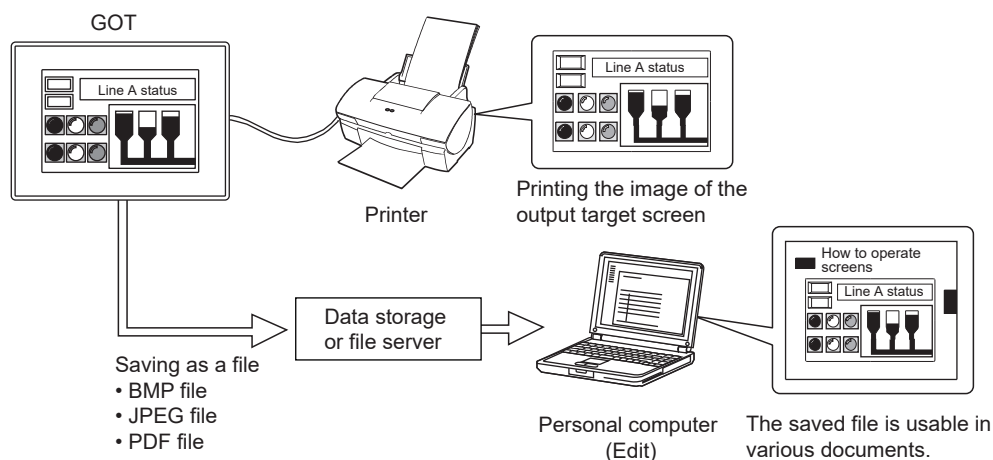 GOT
Line A status
Line A status
Printer
Printing the image of the
output target screen
Saving as a file
• BMP file
• JPEG file
• PDF file
Data storage
or file server
Personal computer
(Edit)
How to operate
screens
Line A status
The saved file is usable in
various documents.